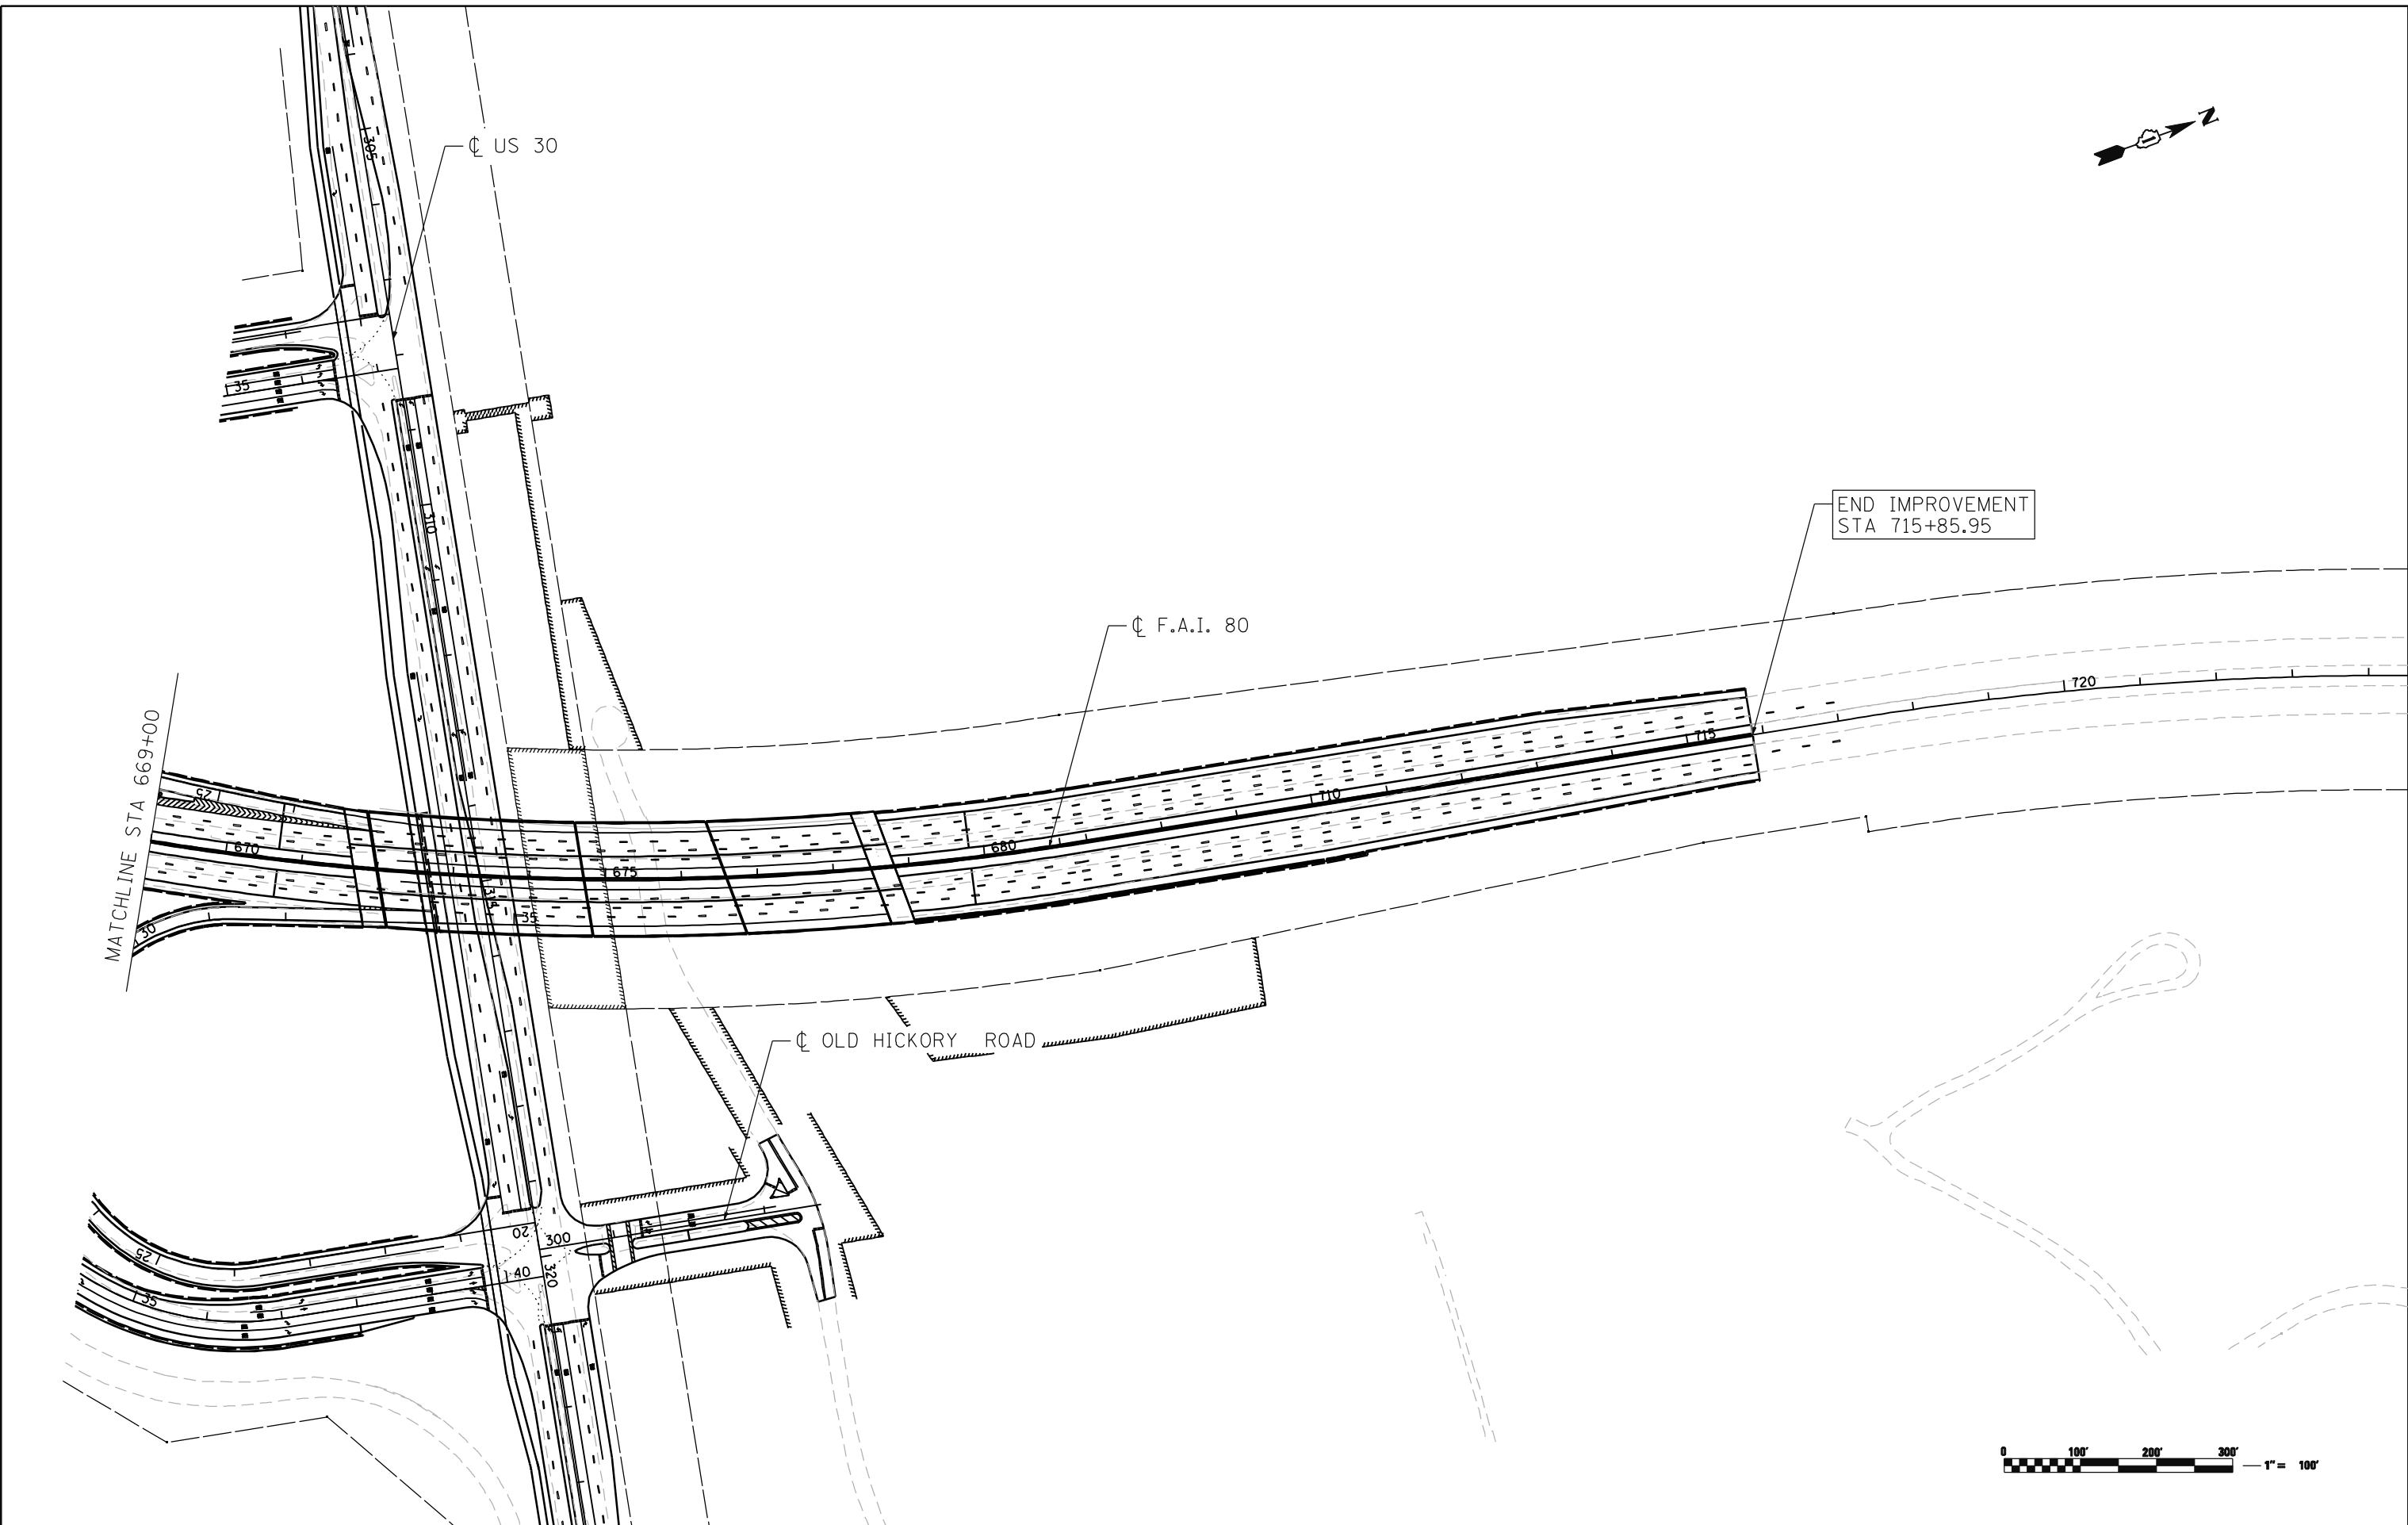 N
305
℄ US 30
35
310
END IMPROVEMENT
STA 715+85.95
℄ F.A.I. 80
720
715
710
MATCHLINE STA 669+00
25
670
675
680
35
30
℄ OLD HICKORY ROAD
20
300
40
320
25
35
0 100' 200' 300'
1" = 100'